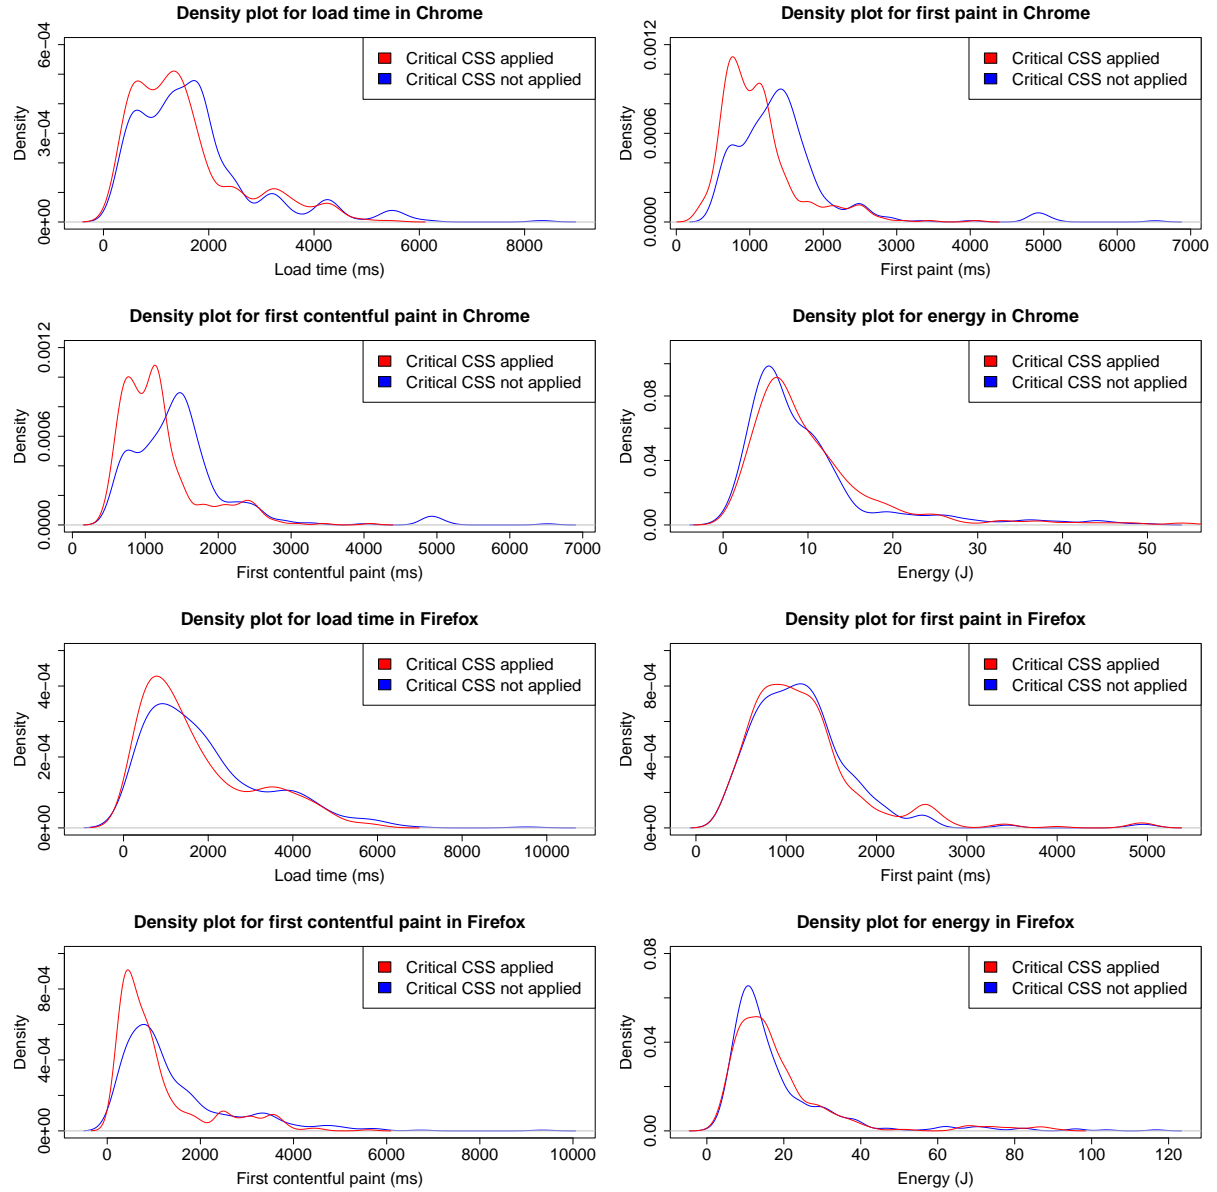 Density plot for load time in Chrome
Density
0e+00 3e−04 6e−04
Critical CSS applied
Critical CSS not applied
0 2000 4000 6000 8000
Load time (ms)
Density plot for first paint in Chrome
Density
0.0000 0.0006 0.0012
Critical CSS applied
Critical CSS not applied
0 1000 2000 3000 4000 5000 6000 7000
First paint (ms)
Density plot for first contentful paint in Chrome
Density
0.0000 0.0006 0.0012
Critical CSS applied
Critical CSS not applied
0 1000 2000 3000 4000 5000 6000 7000
First contentful paint (ms)
Density plot for energy in Chrome
Density
0.00 0.04 0.08
Critical CSS applied
Critical CSS not applied
0 10 20 30 40 50
Energy (J)
Density plot for load time in Firefox
Density
0e+00 2e−04 4e−04
Critical CSS applied
Critical CSS not applied
0 2000 4000 6000 8000 10000
Load time (ms)
Density plot for first paint in Firefox
Density
0e+00 4e−04 8e−04
Critical CSS applied
Critical CSS not applied
0 1000 2000 3000 4000 5000
First paint (ms)
Density plot for first contentful paint in Firefox
Density
0e+00 4e−04 8e−04
Critical CSS applied
Critical CSS not applied
0 2000 4000 6000 8000 10000
First contentful paint (ms)
Density plot for energy in Firefox
Density
0.00 0.04 0.08
Critical CSS applied
Critical CSS not applied
0 20 40 60 80 100 120
Energy (J)